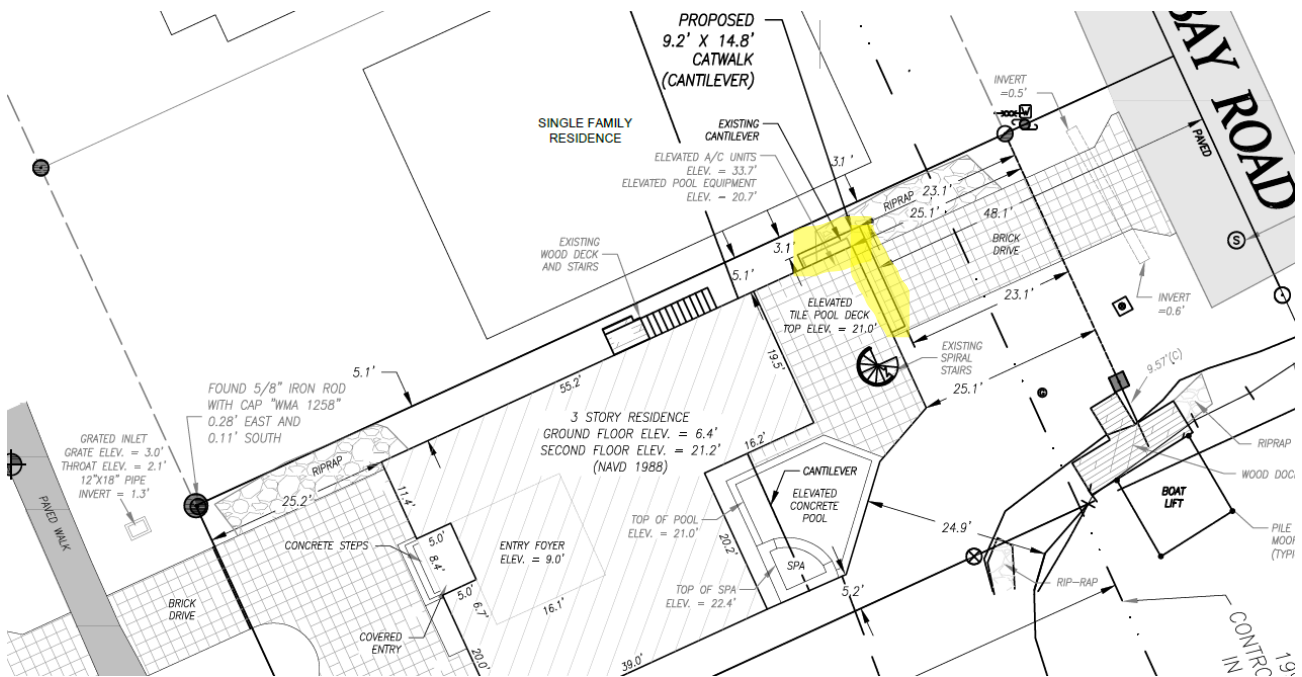 PROPOSED
9.2' X 14.8'
CATWALK
(CANTILEVER)
BAY ROAD
PAVED
INVERT
=0.5'
W
SINGLE FAMILY
RESIDENCE
EXISTING
CANTILEVER
ELEVATED A/C UNITS
ELEV. = 33.7'
ELEVATED POOL EQUIPMENT
ELEV. – 20.7'
3.1 '
RIPRAP
23.1'
25.1'
48.1'
BRICK
DRIVE
S
EXISTING
WOOD DECK
AND STAIRS
3.1'
5.1'
ELEVATED
TILE POOL DECK
TOP ELEV. = 21.0'
23.1'
INVERT
=0.6'
EXISTING
SPIRAL
STAIRS
25.1'
19.5'
9.57'(C)
G
5.1'
55.2'
FOUND 5/8" IRON ROD
WITH CAP "WMA 1258"
0.28' EAST AND
0.11' SOUTH
3 STORY RESIDENCE
GROUND FLOOR ELEV. = 6.4'
SECOND FLOOR ELEV. = 21.2'
(NAVD 1988)
16.2'
GRATED INLET
GRATE ELEV. = 3.0'
THROAT ELEV. = 2.1'
12"X18" PIPE
INVERT = 1.3'
PAVED WALK
RIPRAP
25.2'
11.4'
CANTILEVER
ELEVATED
CONCRETE
POOL
RIPRAP
WOOD DOC
BOAT
LIFT
TOP OF POOL
ELEV. = 21.0'
20.2'
24.9'
PILE
MOOR
(TYPI
CONCRETE STEPS
5.0'
8.4'
ENTRY FOYER
ELEV. = 9.0'
SPA
TOP OF SPA
ELEV. = 22.4'
5.2'
RIP-RAP
5.0'
6.7'
16.1'
BRICK
DRIVE
COVERED
ENTRY
20.0'
39.0'
CONTRO
IN
19